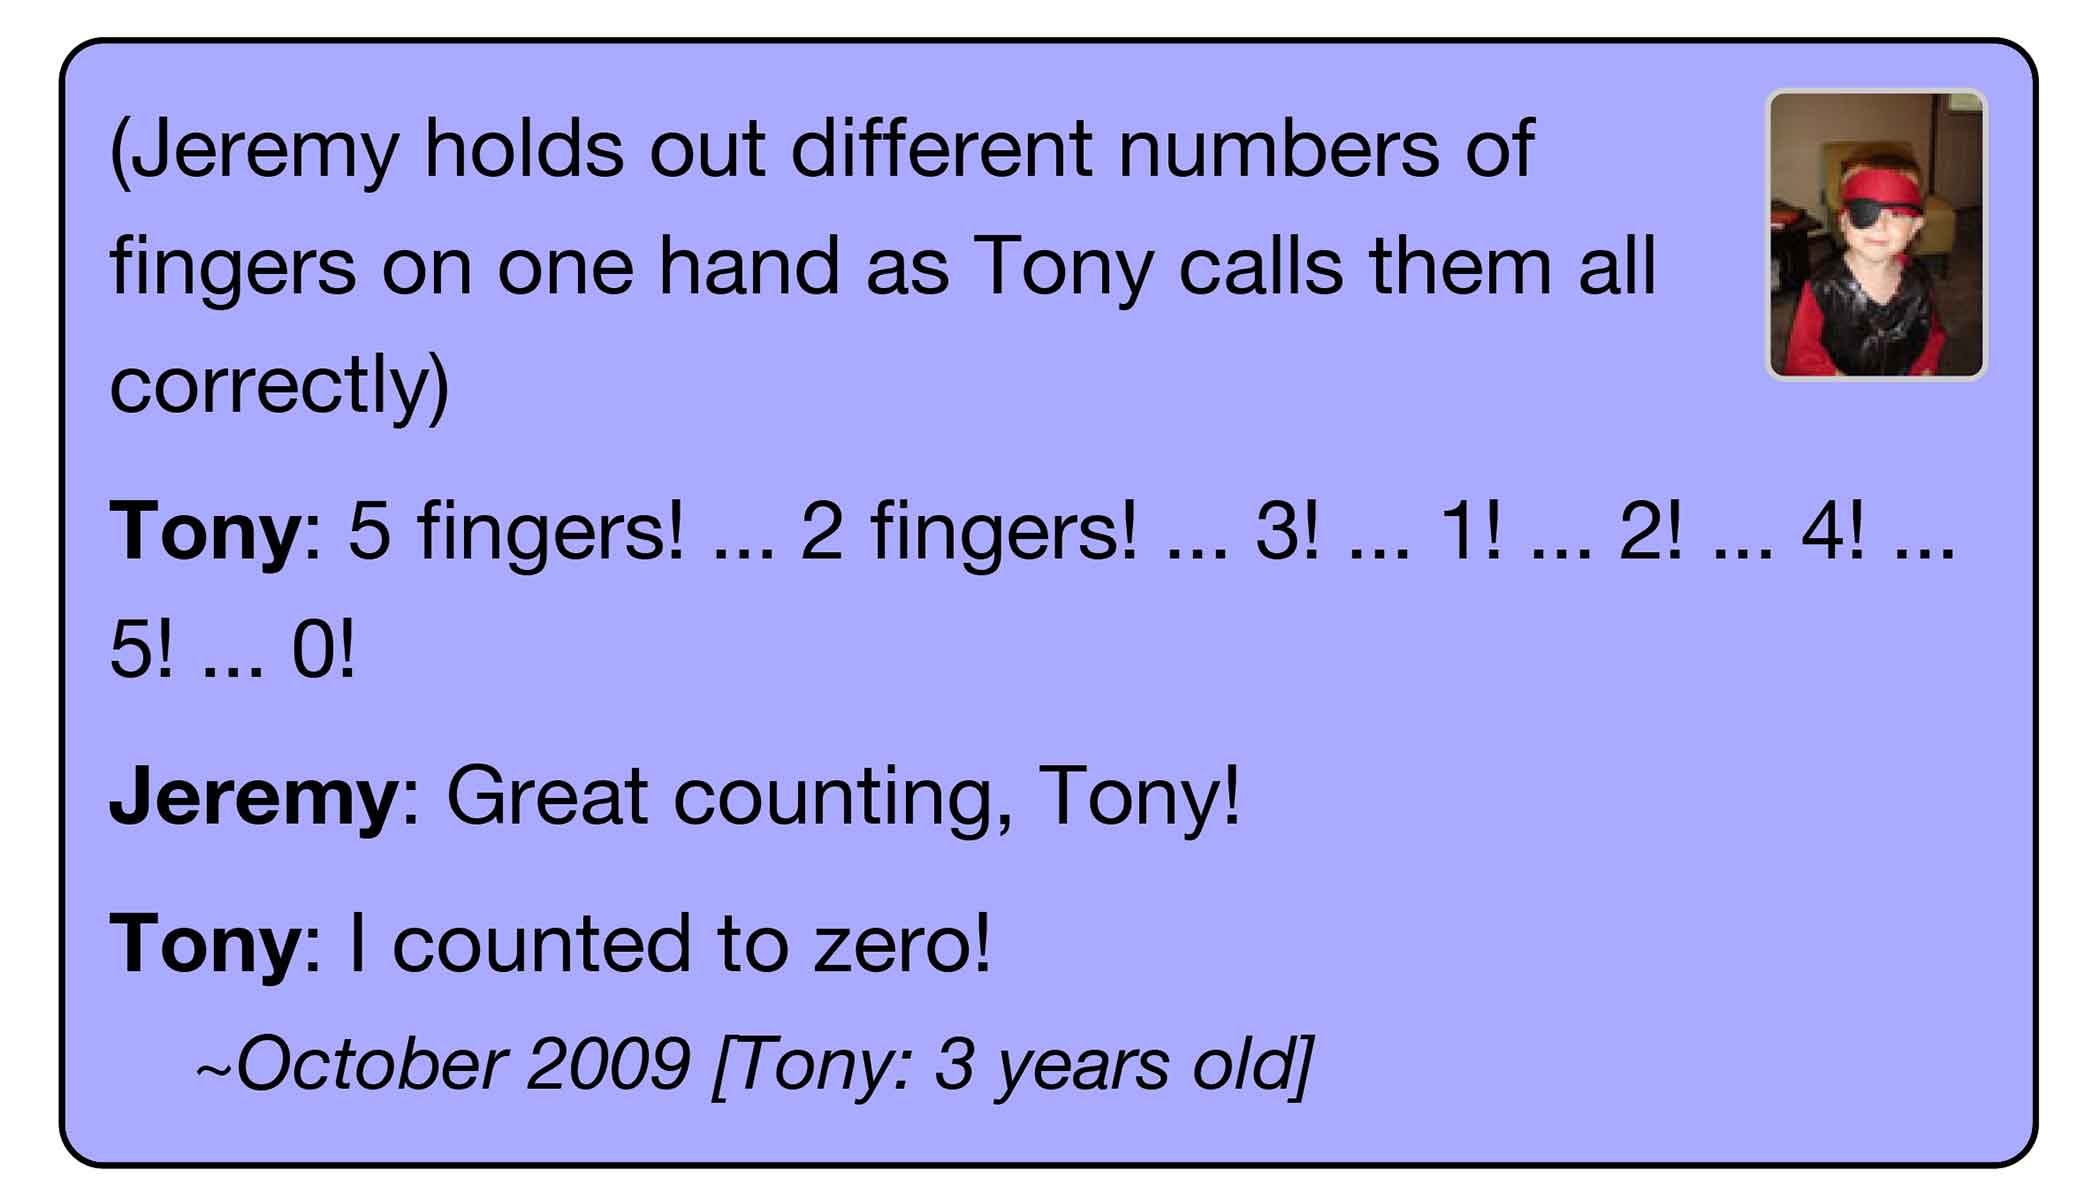 (Jeremy holds out different numbers of
fingers on one hand as Tony calls them all
correctly)
Tony: 5 fingers! ... 2 fingers! ... 3! ... 1! ... 2! ... 4! ...
5! ... 0!
Jeremy: Great counting, Tony!
Tony: I counted to zero!
~October 2009 [Tony: 3 years old]